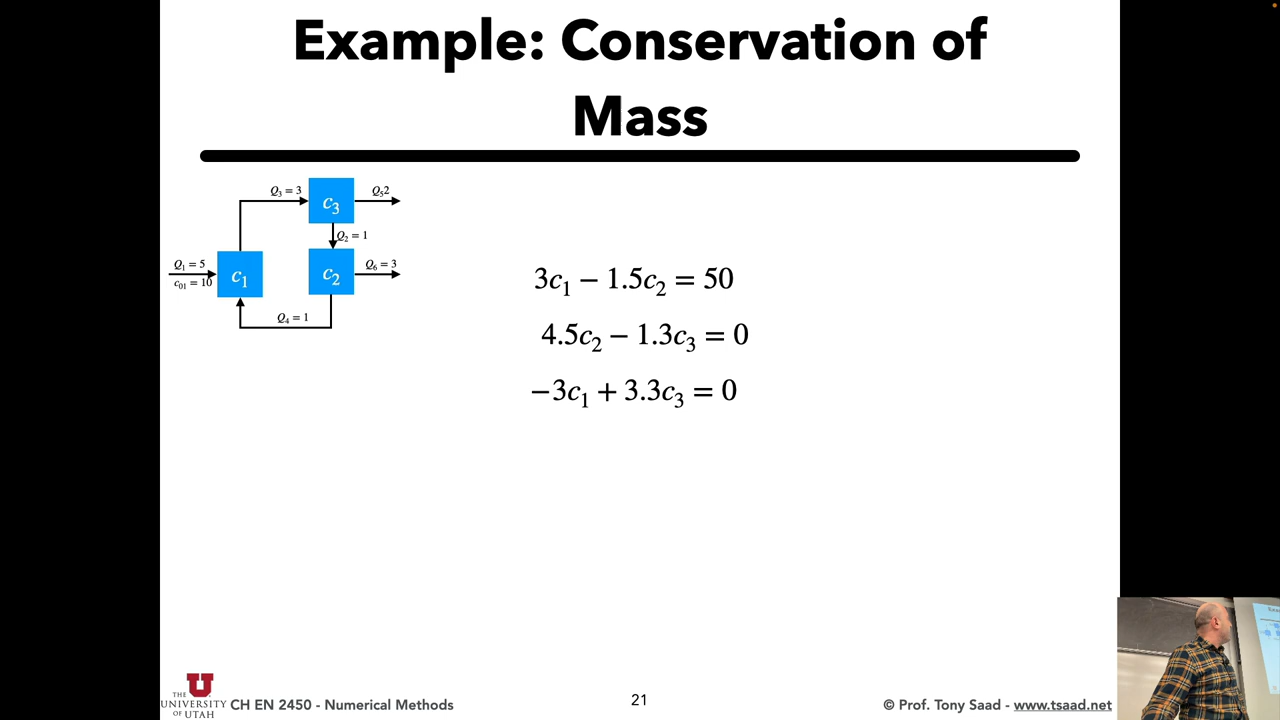 Example: Conservation of
Mass
Q3 = 3
c3
Q52
Q2 = 1
Q1 = 5
c01 = 10
c1
c2
Q6 = 3
Q4 = 1
3c1 − 1.5c2 = 50
4.5c2 − 1.3c3 = 0
−3c1 + 3.3c3 = 0
THE
UNIVERSITY
OF UTAH
CH EN 2450 - Numerical Methods
21
© Prof. Tony Saad - www.tsaad.net